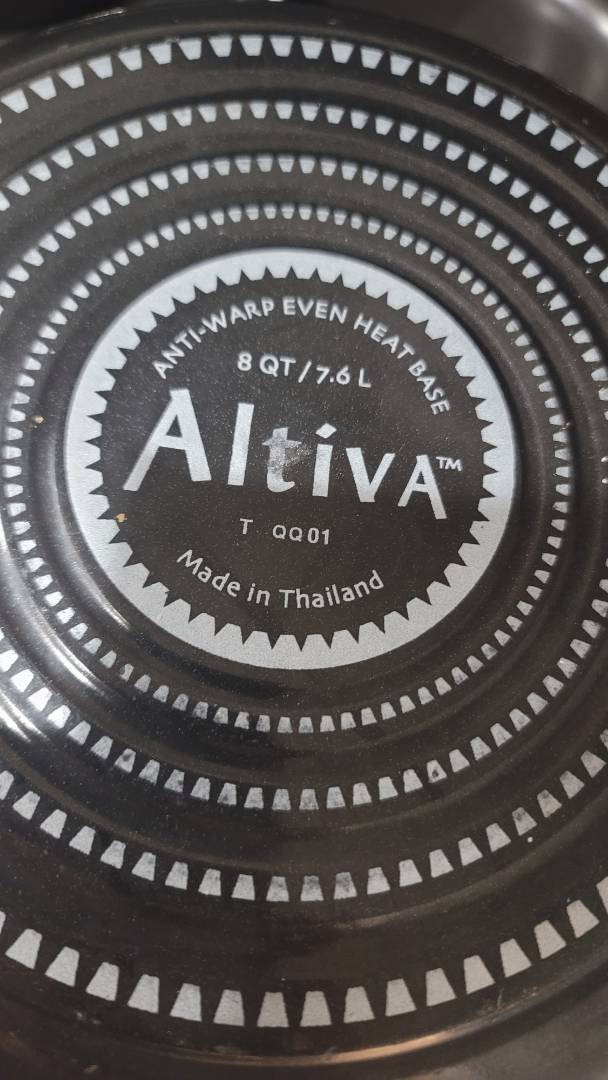 ANTI-WARP EVEN HEAT BASE
8 QT / 7.6 L
AltivA™
T QQ01
Made in Thailand